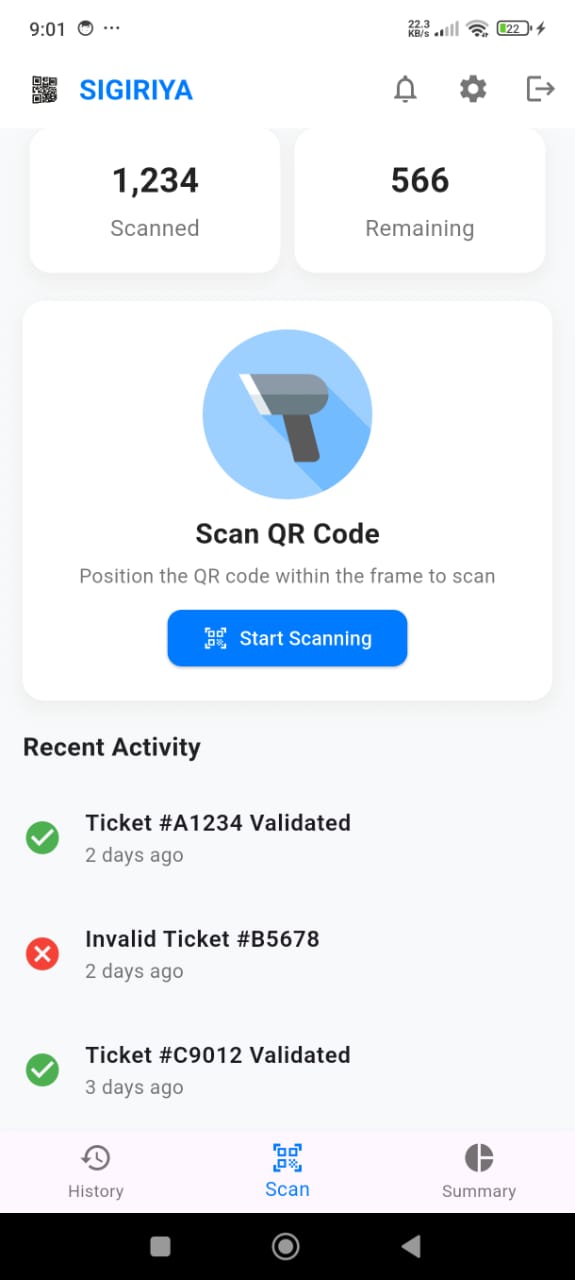 9:01 ...
22.3
KB/s
22
SIGIRIYA
1,234
Scanned
566
Remaining
Scan QR Code
Position the QR code within the frame to scan
Start Scanning
Recent Activity
Ticket #A1234 Validated
2 days ago
Invalid Ticket #B5678
2 days ago
Ticket #C9012 Validated
3 days ago
History
Scan
Summary